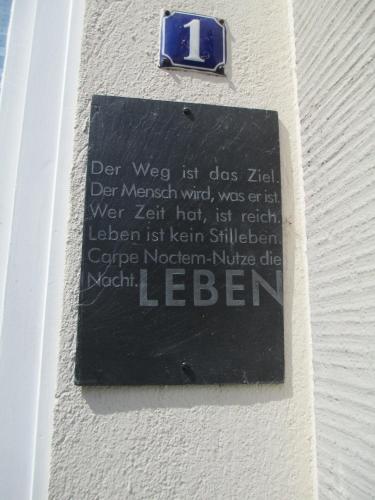 1
Der Weg ist das Ziel.
Der Mensch wird, was er ist.
Wer Zeit hat, ist reich.
Leben ist kein Stilleben.
Carpe Noctem-Nutze die
Nacht. LEBEN